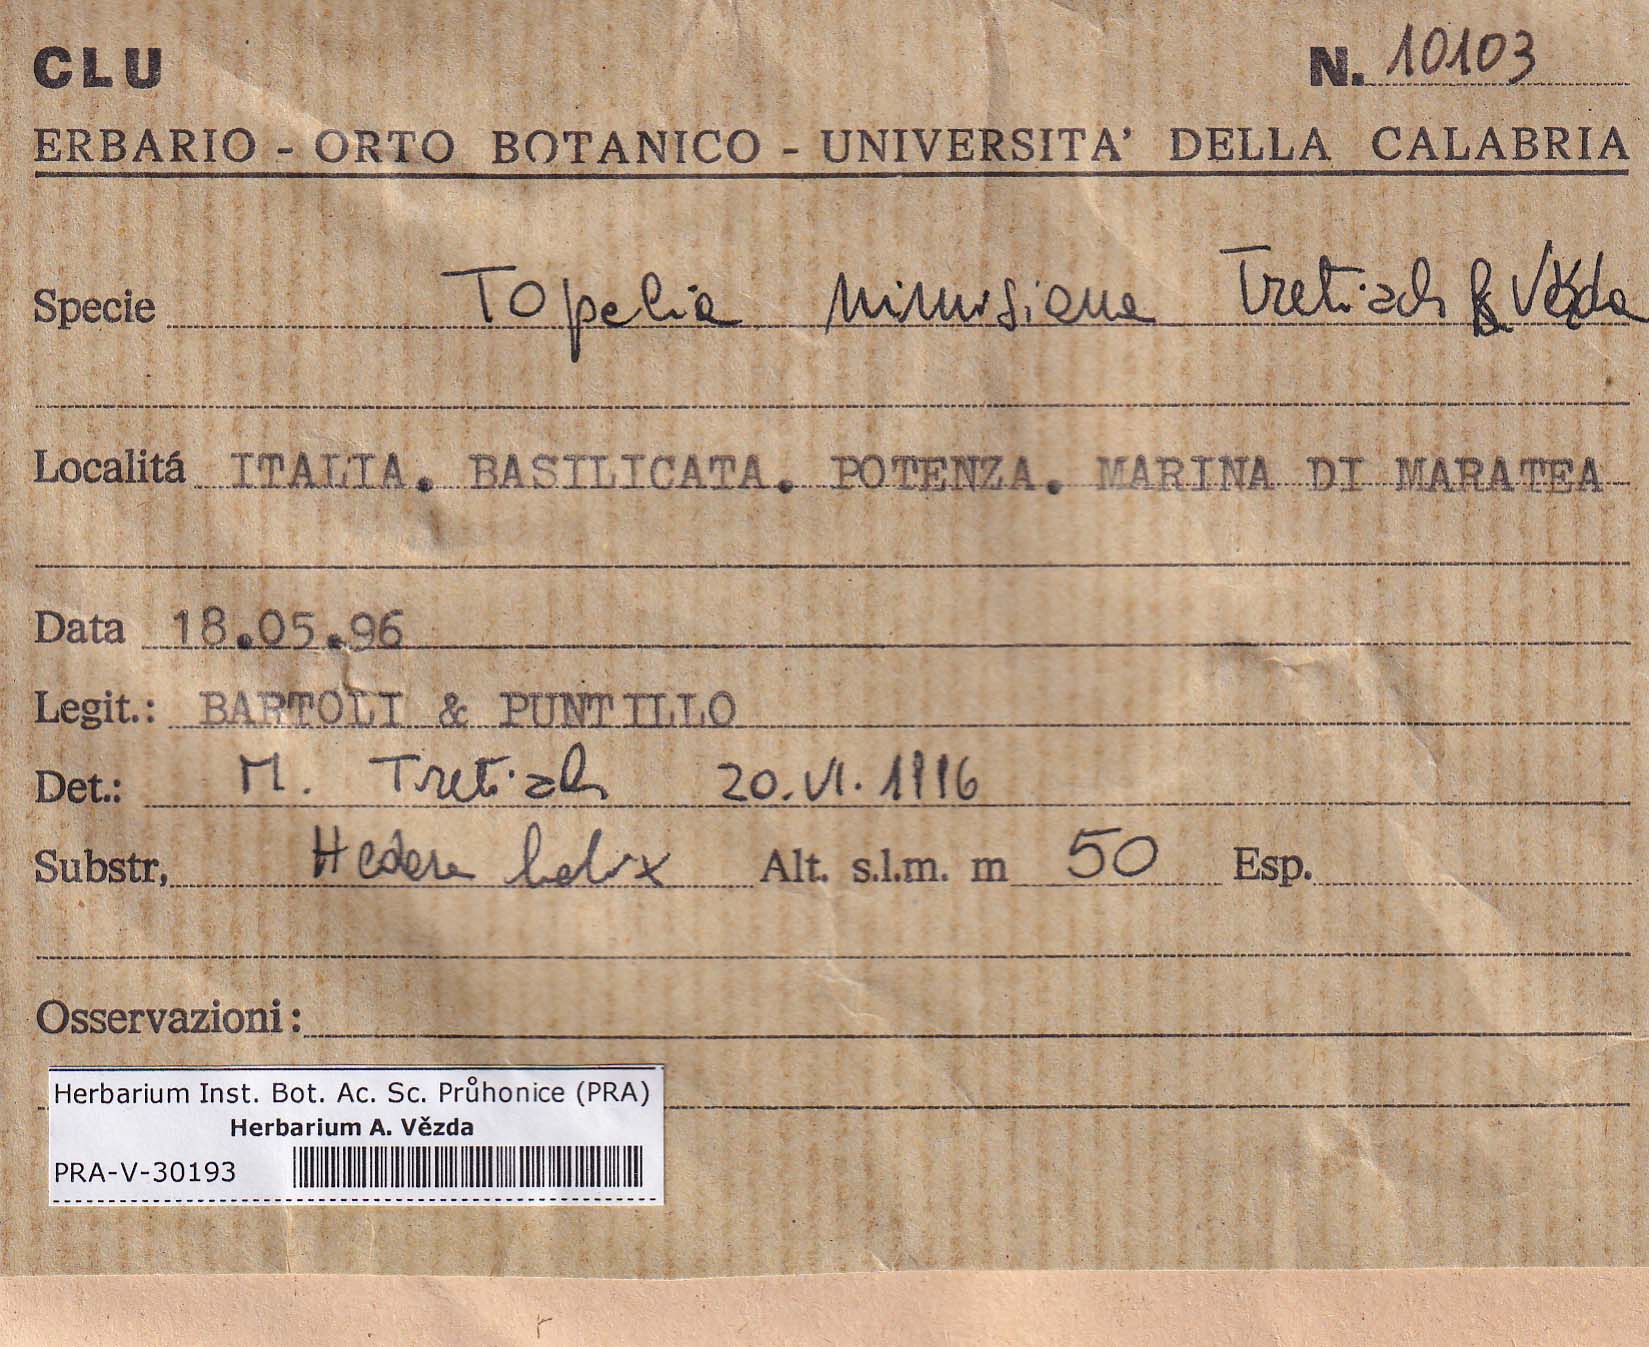 CLU N. 10103
ERBARIO - ORTO BOTANICO - UNIVERSITA' DELLA CALABRIA
Specie Topelia nimisiana Tretiach & Vězda
Localitá ITALIA. BASILICATA. POTENZA. MARINA DI MARATEA
Data 18.05.96
Legit.: BARTOLI & PUNTILLO
Det.: M. Tretiach 20.VI.1996
Substr, Hedera helix Alt. s.l.m. m 50 Esp.
Osservazioni:
Herbarium Inst. Bot. Ac. Sc. Průhonice (PRA)
Herbarium A. Vězda
PRA-V-30193